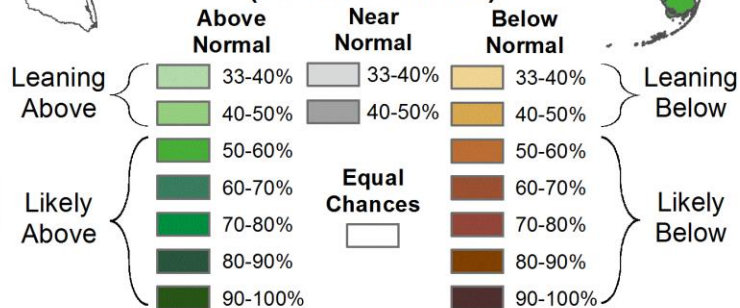 Above Normal
Near Normal
Below Normal
Leaning Above
33-40%
33-40%
33-40%
Leaning Below
40-50%
40-50%
40-50%
Likely Above
50-60%
60-70%
70-80%
80-90%
90-100%
Equal Chances
50-60%
60-70%
70-80%
80-90%
90-100%
Likely Below